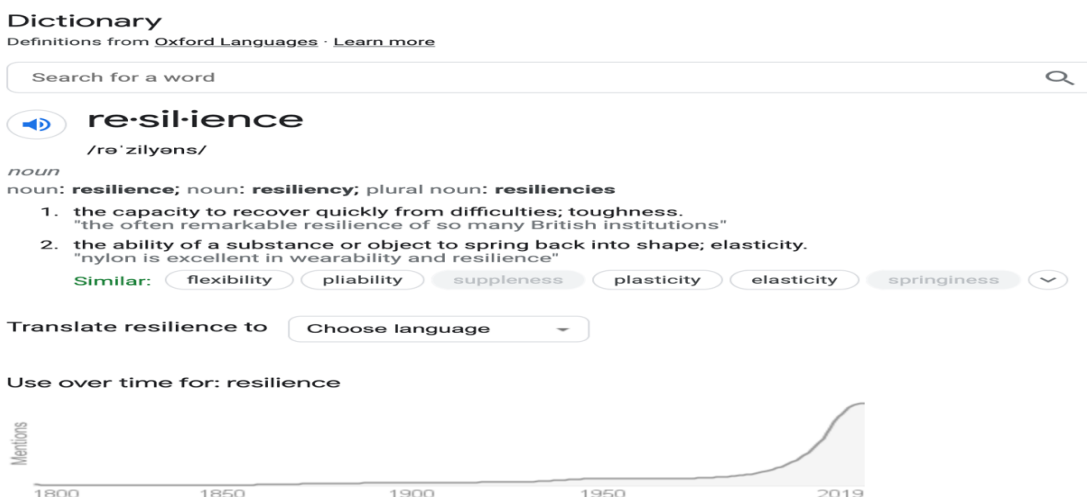 Dictionary
Definitions from Oxford Languages · Learn more
Search for a word
re·sil·ience
/rəˈzilyəns/
noun
noun: resilience; noun: resiliency; plural noun: resiliencies
1. the capacity to recover quickly from difficulties; toughness.
"the often remarkable resilience of so many British institutions"
2. the ability of a substance or object to spring back into shape; elasticity.
"nylon is excellent in wearability and resilience"
Similar: flexibility pliability suppleness plasticity elasticity springiness
Translate resilience to Choose language
Use over time for: resilience
Mentions
1800 1850 1900 1950 2019